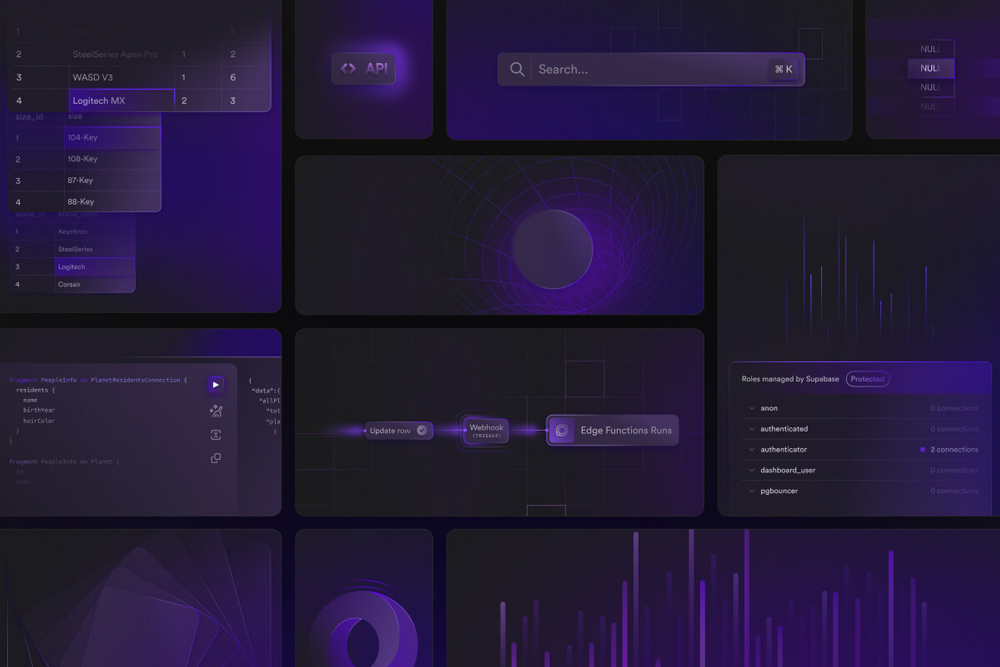 1
2 SteelSeries Apex Pro 1 2
3 WASD V3 1 6
4 Logitech MX 2 3
size_id size
1 104-Key
2 108-Key
3 87-Key
4 88-Key
1 Keychron
2 SteelSeries
3 Logitech
4 Corsair
API
Search...
⌘ K
NULL
NULL
NULL
NULL
fragment PeopleInfo on PlanetResidentsConnection {
residents {
name
birthYear
hairColor
}
}
fragment PeopleInfo on Planet {
id
name
{
"data":{
"allPl
"tot
"pla
{
Update row
Webhook
[TRIGGER]
Edge Functions Runs
Roles managed by Supabase Protected
anon 0 connections
authenticated 0 connections
authenticator 2 connections
dashboard_user 0 connections
pgbouncer 0 connections